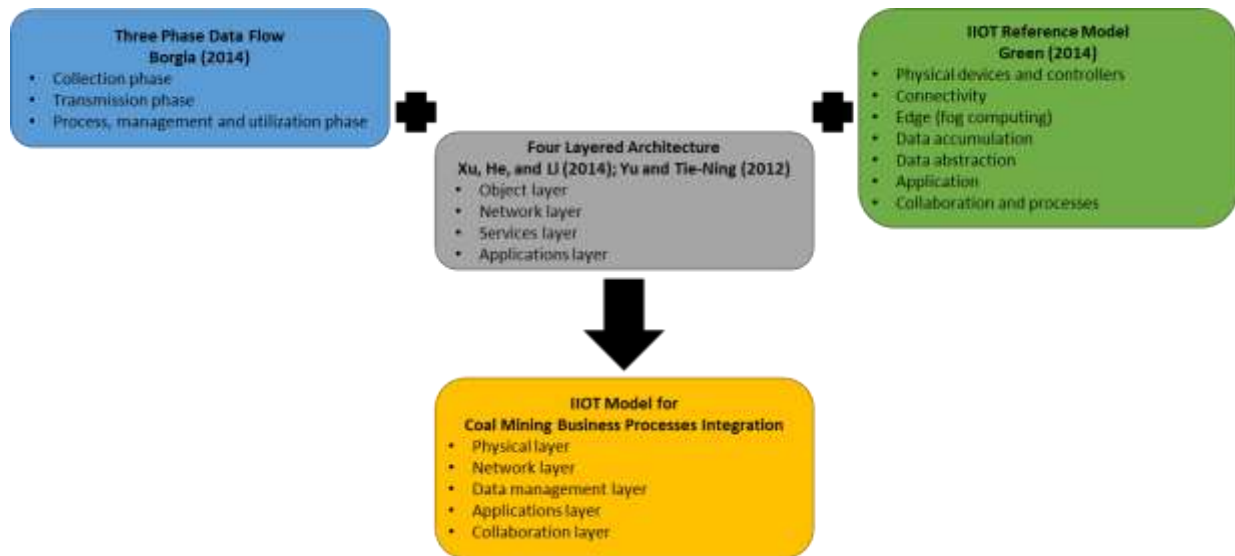 Three Phase Data Flow
Borgia (2014)
• Collection phase
• Transmission phase
• Process, management and utilization phase
IIOT Reference Model
Green (2014)
• Physical devices and controllers
• Connectivity
• Edge (fog computing)
• Data accumulation
• Data abstraction
• Application
• Collaboration and processes
Four Layered Architecture
Xu, He, and Li (2014); Yu and Tie-Ning (2012)
• Object layer
• Network layer
• Services layer
• Applications layer
IIOT Model for
Coal Mining Business Processes Integration
• Physical layer
• Network layer
• Data management layer
• Applications layer
• Collaboration layer